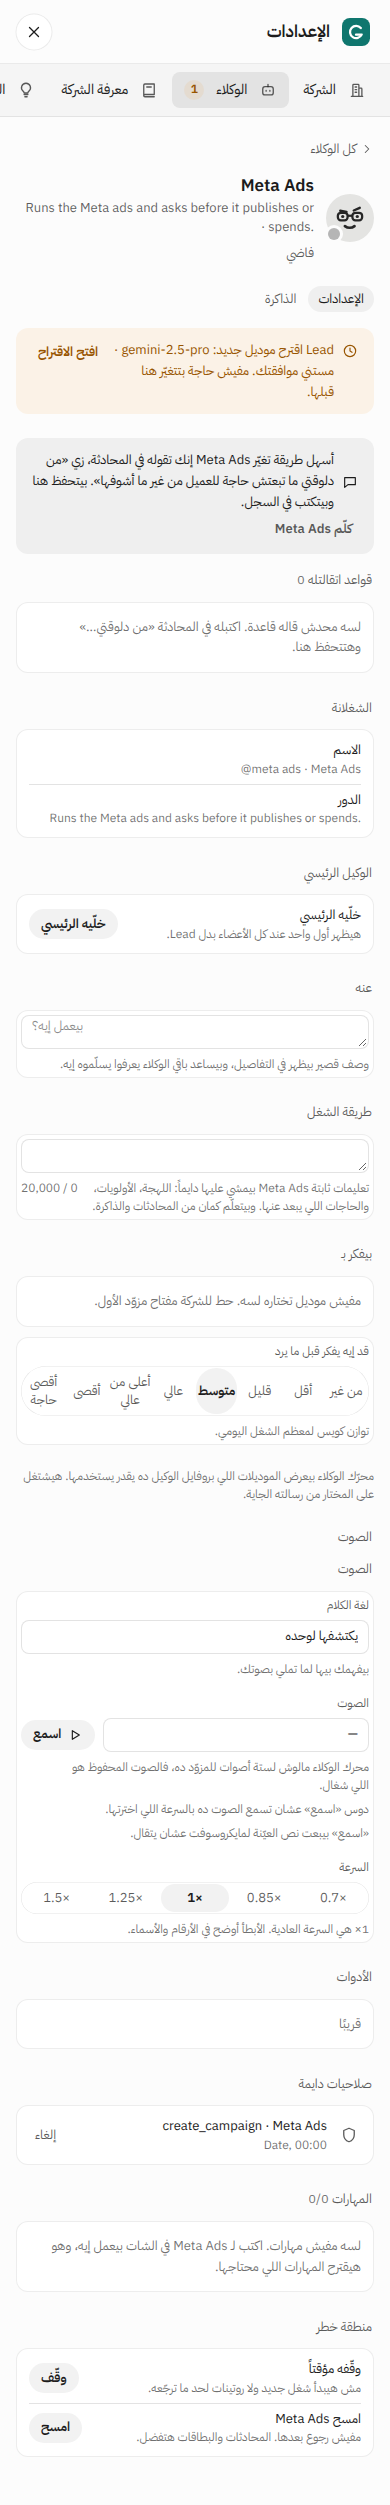 الإعدادات
الشركة
الوكلاء 1
معرفة الشركة
كل الوكلاء
Meta Ads
Runs the Meta ads and asks before it publishes or
spends. ·
فاضي
الإعدادات
الذاكرة
Lead اقترح موديل جديد: gemini-2.5-pro ·
مستني موافقتك. مفيش حاجة بتتغيّر هنا
قبلها.
افتح الاقتراح
أسهل طريقة تغيّر Meta Ads إنك تقوله في المحادثة، زي «من
دلوقتي ما تبعتش حاجة للعميل من غير ما أشوفها». بيتحفظ هنا
وبيتكتب في السجل.
كلّم Meta Ads
قواعد اتقالتله 0
لسه محدش قاله قاعدة. اكتبله في المحادثة «من دلوقتي...»
وهتتحفظ هنا.
الشغلانة
الاسم
@meta ads · Meta Ads
الدور
Runs the Meta ads and asks before it publishes or spends.
الوكيل الرئيسي
خلّيه الرئيسي
هيظهر أول واحد عند كل الأعضاء بدل Lead.
خلّيه الرئيسي
عنه
بيعمل إيه؟
وصف قصير بيظهر في التفاصيل، وبيساعد باقي الوكلاء يعرفوا يسلّموه إيه.
طريقة الشغل
تعليمات ثابتة Meta Ads بيمشي عليها دايماً: اللهجة، الأولويات،
والحاجات اللي يبعد عنها. وبيتعلّم كمان من المحادثات والذاكرة.
0 / 20,000
بيفكر بـ
مفيش موديل تختاره لسه. حط للشركة مفتاح مزوّد الأول.
قد إيه يفكر قبل ما يرد
من غير
أقل
قليل
متوسط
عالي
أعلى من
عالي
أقصى
أقصى
حاجة
توازن كويس لمعظم الشغل اليومي.
محرّك الوكلاء بيعرض الموديلات اللي بروفايل الوكيل ده يقدر يستخدمها. هيشتغل
على المختار من رسالته الجاية.
الصوت
الصوت
لغة الكلام
يكتشفها لوحده
بيفهمك بيها لما تملي بصوتك.
الصوت
—
اسمع
محرك الوكلاء مالوش لستة أصوات للمزوّد ده، فالصوت المحفوظ هو
اللي شغال.
دوس «اسمع» عشان تسمع الصوت ده بالسرعة اللي اخترتها.
«اسمع» بيبعت نص العيّنة لمايكروسوفت عشان يتقال.
السرعة
0.7×
0.85×
1×
1.25×
1.5×
1× هي السرعة العادية. الأبطأ أوضح في الأرقام والأسماء.
الأدوات
قريبًا
صلاحيات دايمة
create_campaign · Meta Ads
Date, 00:00
إلغاء
المهارات 0/0
لسه مفيش مهارات. اكتب لـ Meta Ads في الشات بيعمل إيه، وهو
هيقترح المهارات اللي محتاجها.
منطقة خطر
وقّفه مؤقتاً
مش هيبدأ شغل جديد ولا روتينات لحد ما ترجّعه.
وقّف
امسح Meta Ads
مفيش رجوع بعدها. المحادثات والبطاقات هتفضل.
امسح